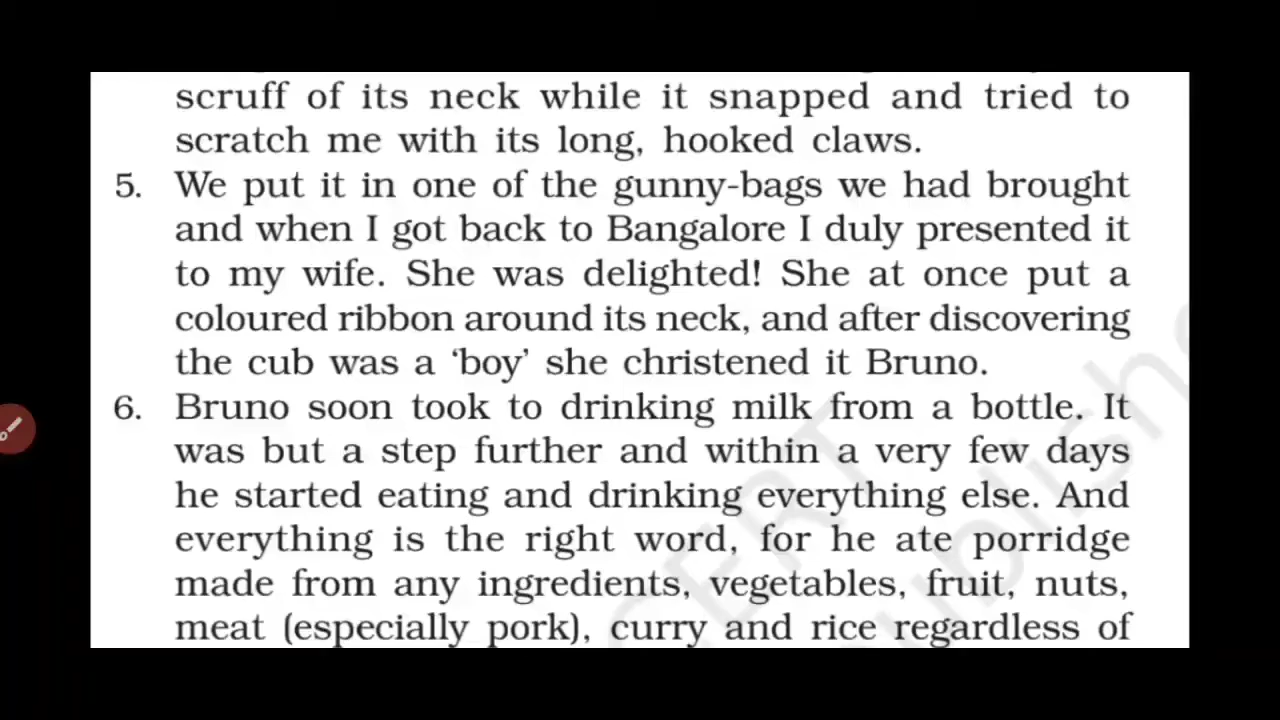 scruff of its neck while it snapped and tried to
scratch me with its long, hooked claws.
5. We put it in one of the gunny-bags we had brought
and when I got back to Bangalore I duly presented it
to my wife. She was delighted! She at once put a
coloured ribbon around its neck, and after discovering
the cub was a ‘boy’ she christened it Bruno.
6. Bruno soon took to drinking milk from a bottle. It
was but a step further and within a very few days
he started eating and drinking everything else. And
everything is the right word, for he ate porridge
made from any ingredients, vegetables, fruit, nuts,
meat (especially pork), curry and rice regardless of